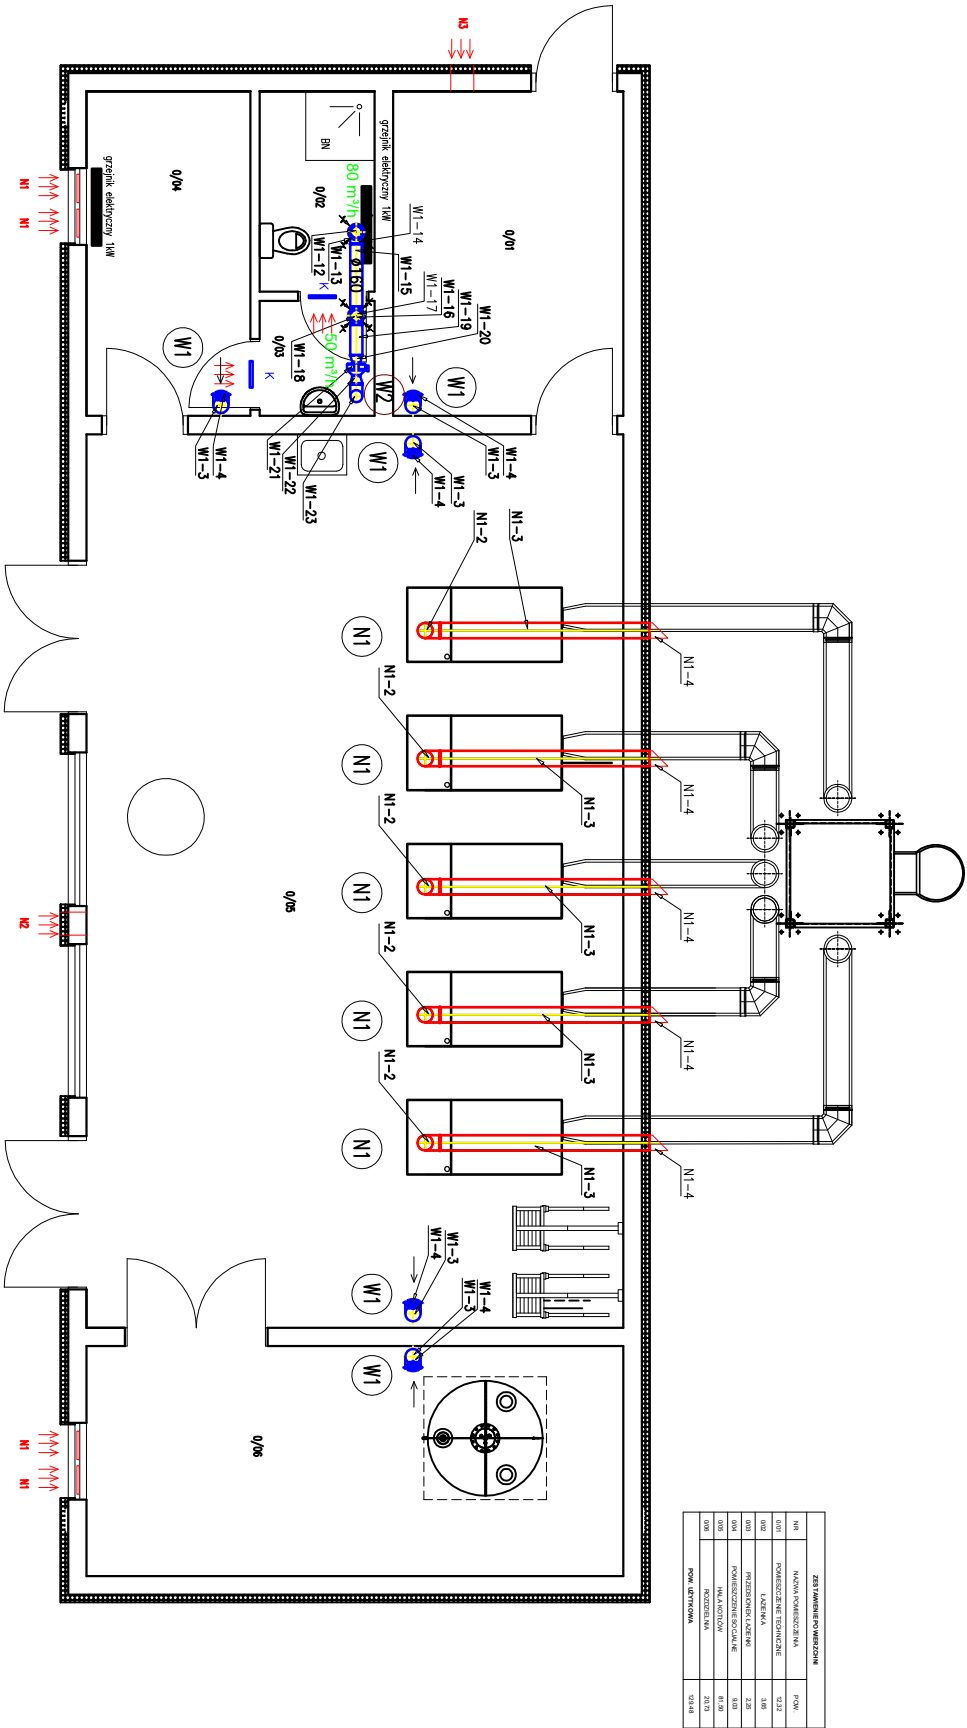 N3
grzejnik elektryczny 1kW
BN
0/01
0/02
0/04
80 m³/h
grzejnik elektryczny 1kW
N1
N1
W1-14
W1-15
W1-13
W1-12
ø160
K
W1-17
W1-16
W1-19
W1-20
0/03
50 m³/h
W1-18
K
W1
W2
W1
W1
W1-4
W1-3
W1-4
W1-3
W1-3
W1-4
W1-21
W1-22
W1-23
N1-3
N1-2
N1
N1-4
N1-2
N1
N1-4
N1-3
N1-2
N1
N1-4
N1-3
0/05
N2
N1-2
N1
N1-4
N1-3
N1-2
N1
N1-4
N1-3
W1-3
W1-4
W1
W1-4
W1-3
W1
0/06
N1
N1
ZESTAWIENIE POWIERZCHNI
NR NAZWA POMIESZCZENIA POW.
0/01 POMIESZCZENIE TECHNICZNE 12,32
0/02 ŁAZIENKA 3,65
0/03 PRZEDSIONEK ŁAZIENKI 2,25
0/04 POMIESZCZENIE SOCJALNE 9,03
0/05 HALA KOTŁÓW 81,50
0/06 ROZDZIELNIA 20,73
POW. UŻYTKOWA 129,48